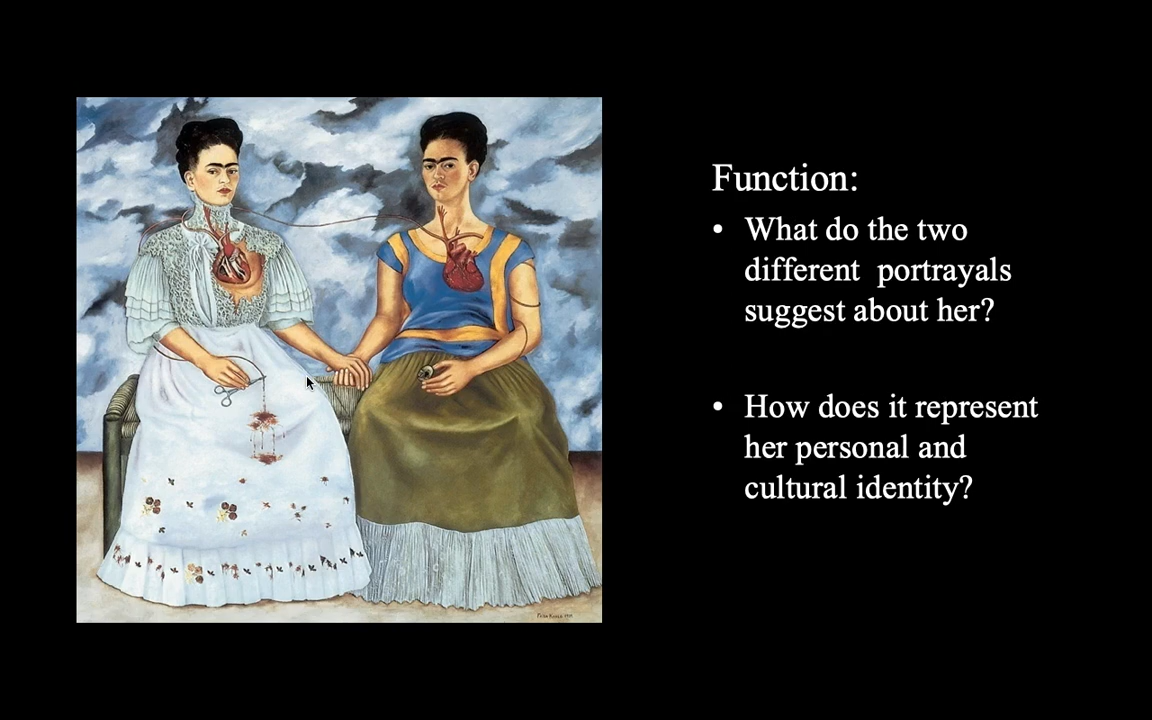 Function:
• What do the two
different  portrayals
suggest about her?
• How does it represent
her personal and
cultural identity?